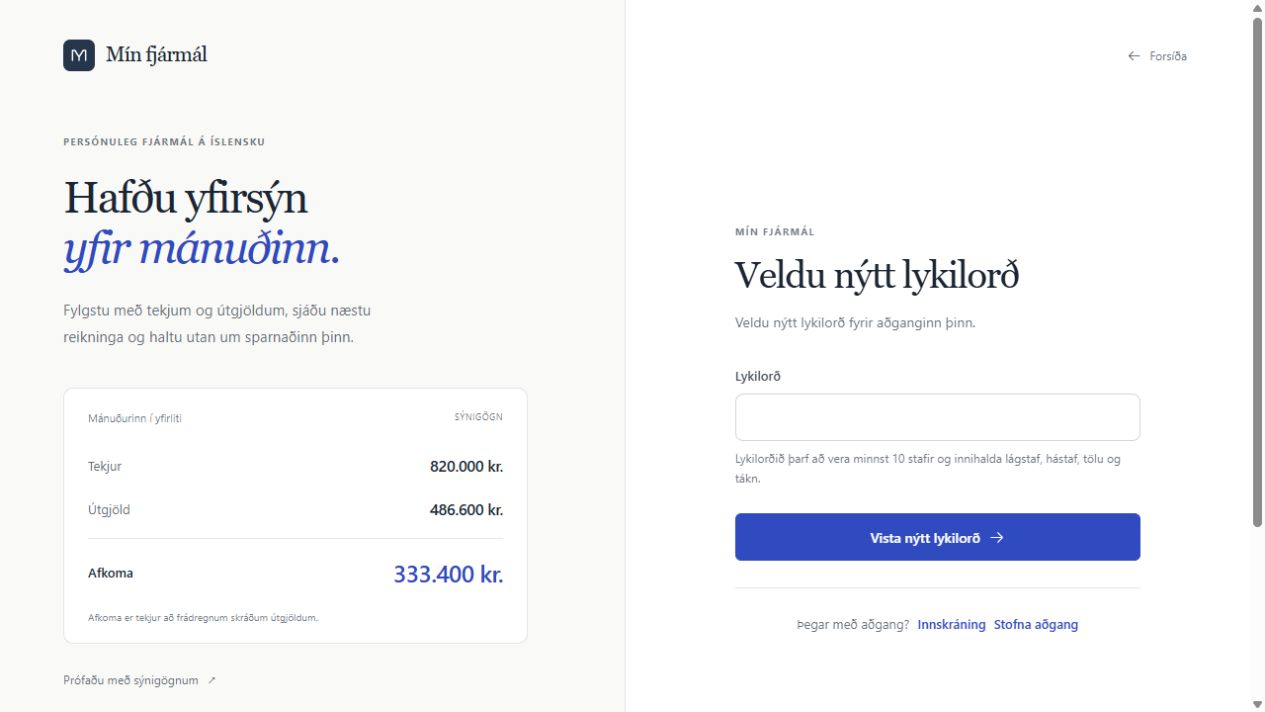 Mín fjármál
← Forsíða
PERSÓNULEG FJÁRMÁL Á ÍSLENSKU
Hafðu yfirsýn
yfir mánuðinn.
Fylgstu með tekjum og útgjöldum, sjáðu næstu
reikninga og haltu utan um sparnaðinn þinn.
Mánuðurinn í yfirliti
SÝNIGÖGN
Tekjur
820.000 kr.
Útgjöld
486.600 kr.
Afkoma
333.400 kr.
Afkoma er tekjur að frádregnum skráðum útgjöldum.
Prófaðu með sýnigögnum ↗
MÍN FJÁRMÁL
Veldu nýtt lykilorð
Veldu nýtt lykilorð fyrir aðganginn þinn.
Lykilorð
Lykilorðið þarf að vera minnst 10 stafir og innihalda lágstaf, hástaf, tölu og
tákn.
Vista nýtt lykilorð →
Þegar með aðgang? Innskráning Stofna aðgang